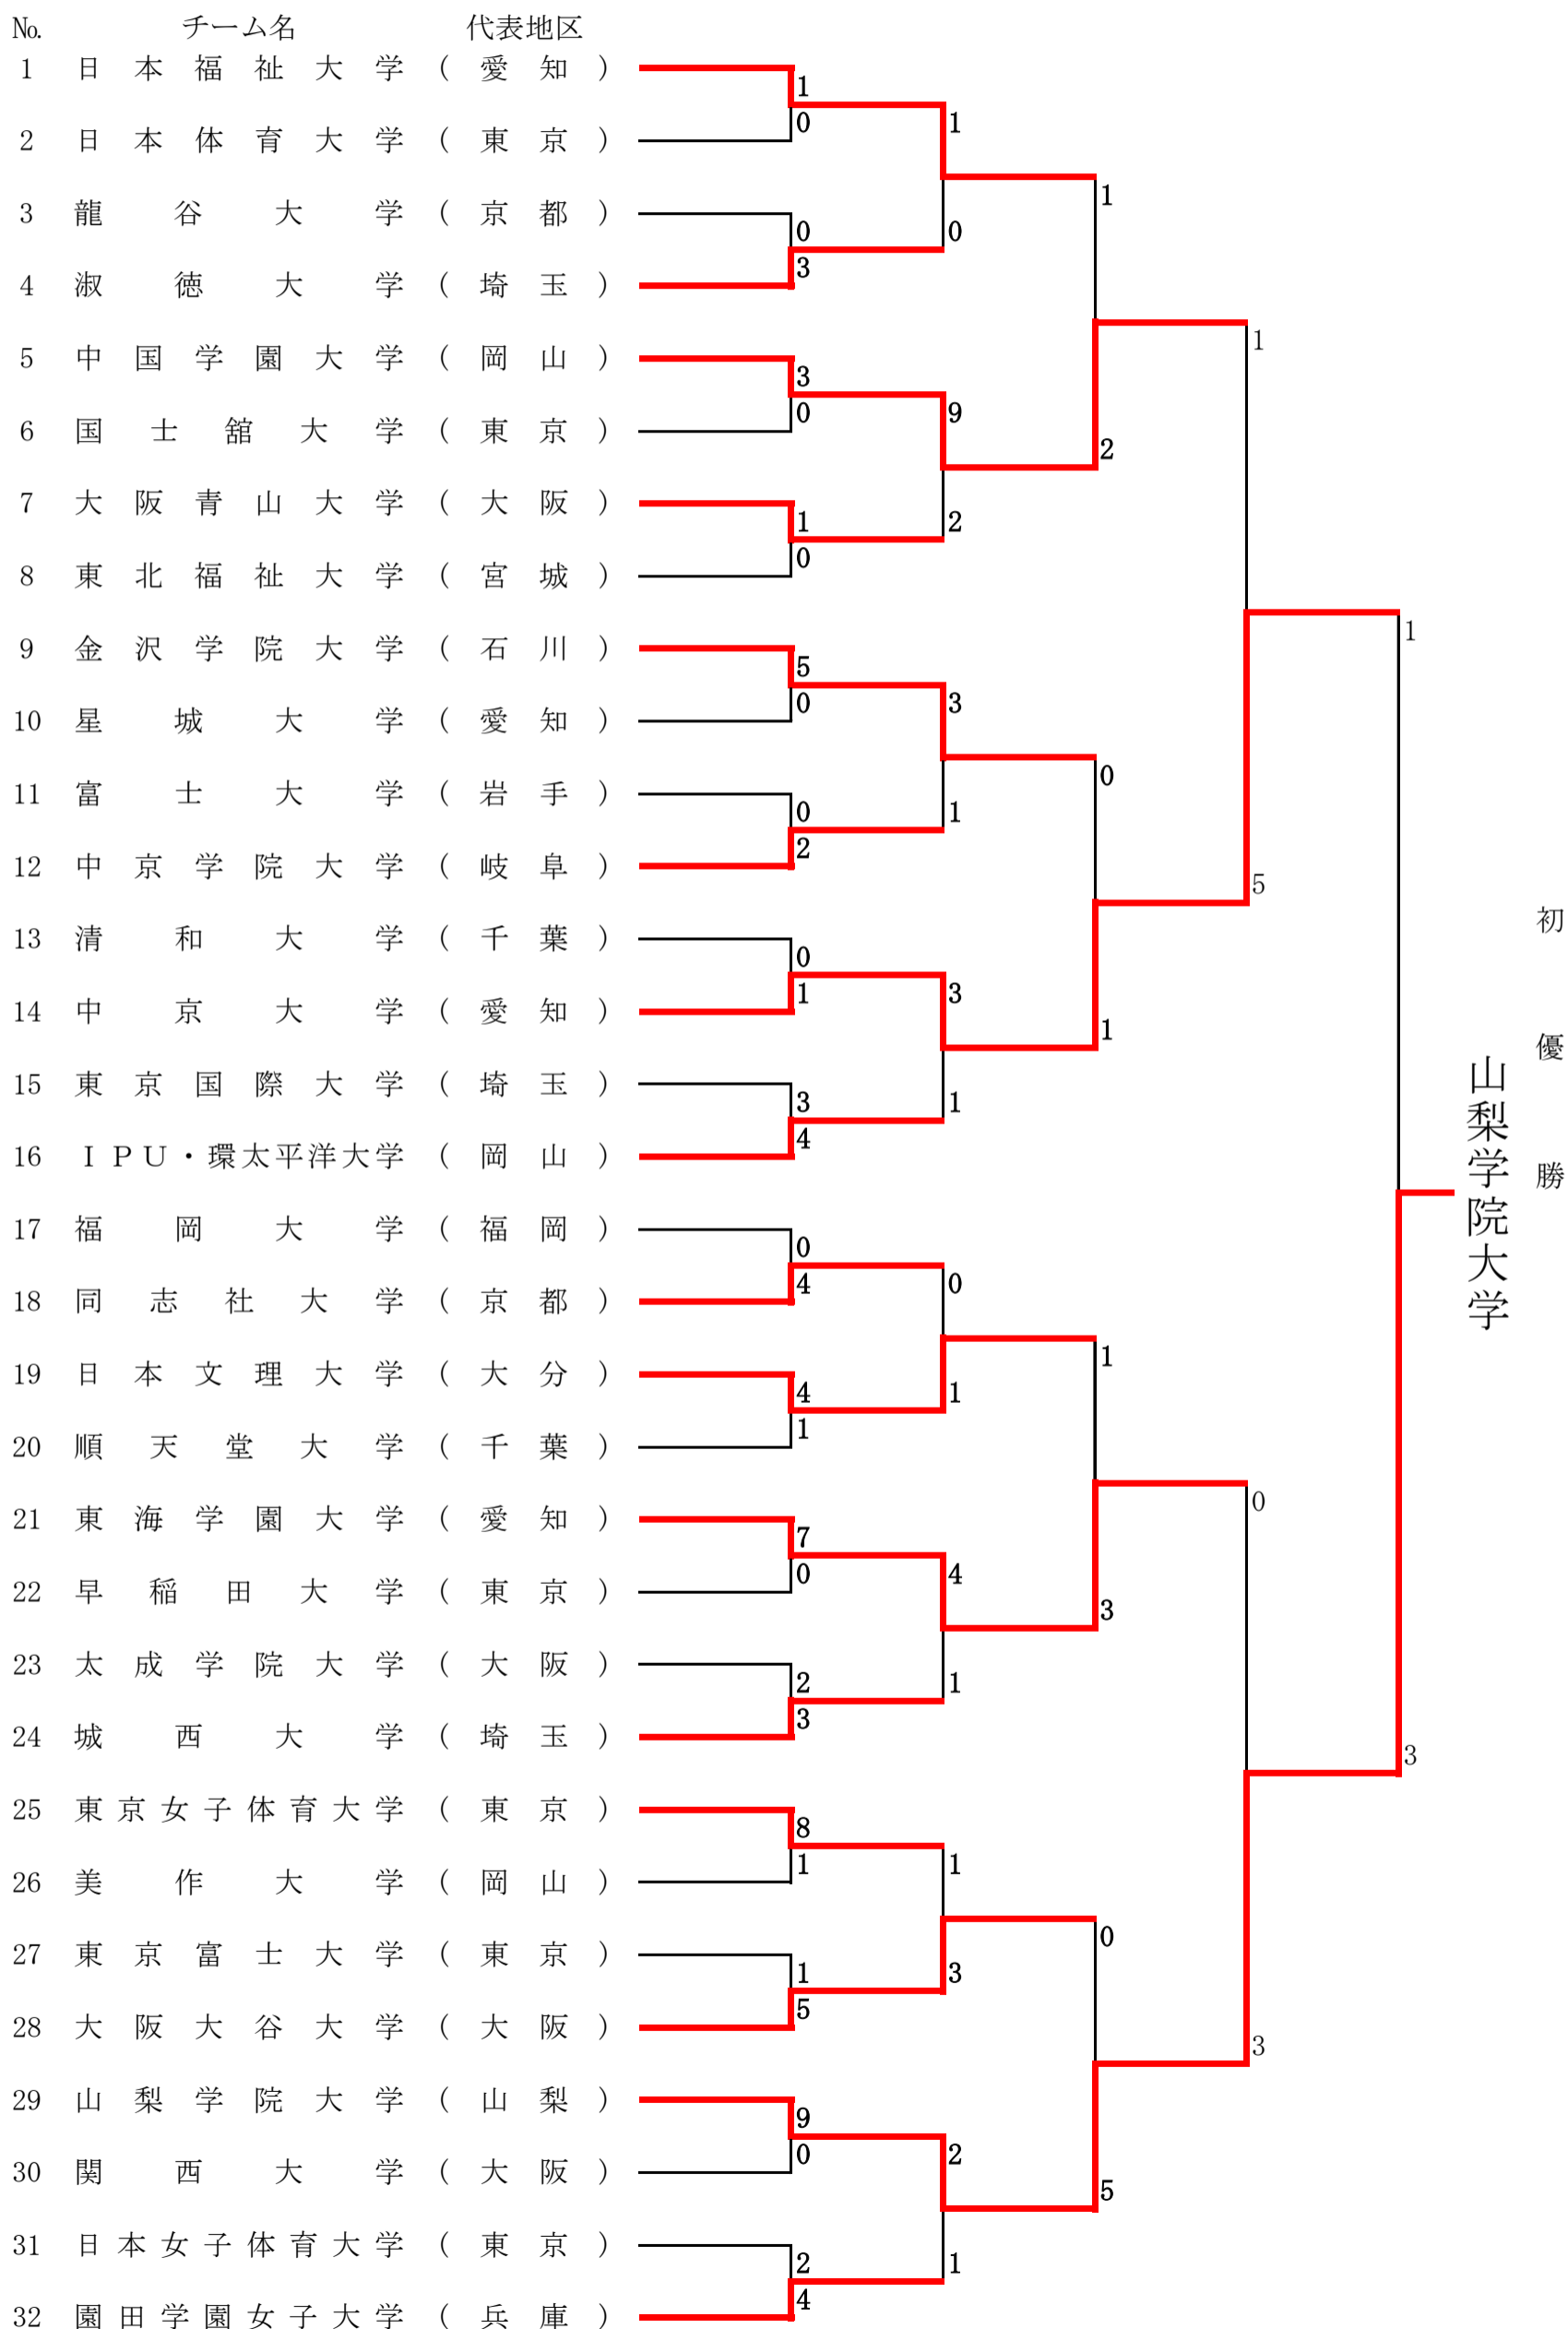 № チーム名 代表地区
1 日本福祉大学 (愛知)
1
0
1
2 日本体育大学 (東京)
1
3 龍谷大学 (京都)
0
3
0
4 淑徳大学 (埼玉)
1
5 中国学園大学 (岡山)
3
0
9
6 国士舘大学 (東京)
2
7 大阪青山大学 (大阪)
1
0
2
8 東北福祉大学 (宮城)
1
9 金沢学院大学 (石川)
5
0
3
10 星城大学 (愛知)
0
11 富士大学 (岩手)
0
2
1
12 中京学院大学 (岐阜)
5
13 清和大学 (千葉)
0
1
3
14 中京大学 (愛知)
1
15 東京国際大学 (埼玉)
3
4
1
16 IPU・環太平洋大学 (岡山)
初優勝
山梨学院大学
17 福岡大学 (福岡)
0
4
0
18 同志社大学 (京都)
1
19 日本文理大学 (大分)
4
1
1
20 順天堂大学 (千葉)
0
21 東海学園大学 (愛知)
7
0
4
22 早稲田大学 (東京)
3
23 太成学院大学 (大阪)
2
3
1
24 城西大学 (埼玉)
3
25 東京女子体育大学 (東京)
8
1
1
26 美作大学 (岡山)
0
27 東京富士大学 (東京)
1
5
3
28 大阪大谷大学 (大阪)
3
29 山梨学院大学 (山梨)
9
0
2
30 関西大学 (大阪)
5
31 日本女子体育大学 (東京)
2
4
1
32 園田学園女子大学 (兵庫)